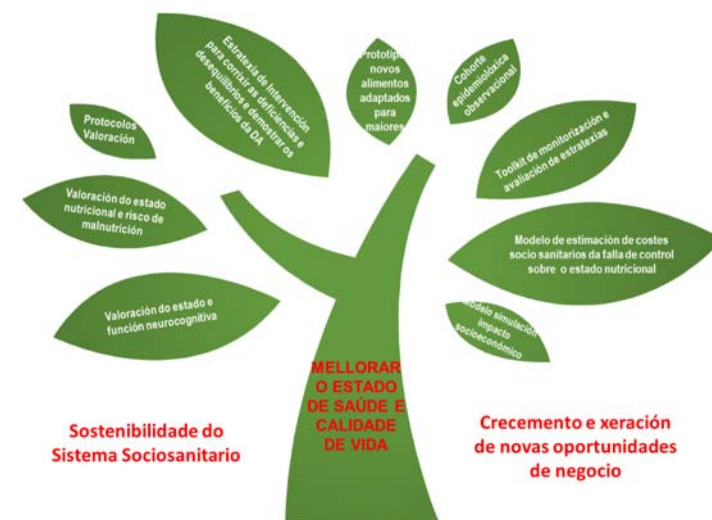 Protocolos
Valoración
Valoración do estado
nutricional e risco de
malnutrición
Valoración do estado e
función neurocognitiva
Estratexia de Intervención
para corrixir as deficiencias e
desequilibrios e demostrar os
beneficios da DA
Prototipos
novos
alimentos
adaptados
para
maiores
Cohorte
epidemiolóxica
observacional
Toolkit de monitorización e
avaliación de estratexias
Modelo de estimación de costes
socio sanitarios da falla de control
sobre o estado nutricional
Modelo simulación
impacto
socioeconómico
MELLORAR
O ESTADO
DE SAÚDE E
CALIDADE
DE VIDA
Sostenibilidade do
Sistema Sociosanitario
Crecemento e xeración
de novas oportunidades
de negocio